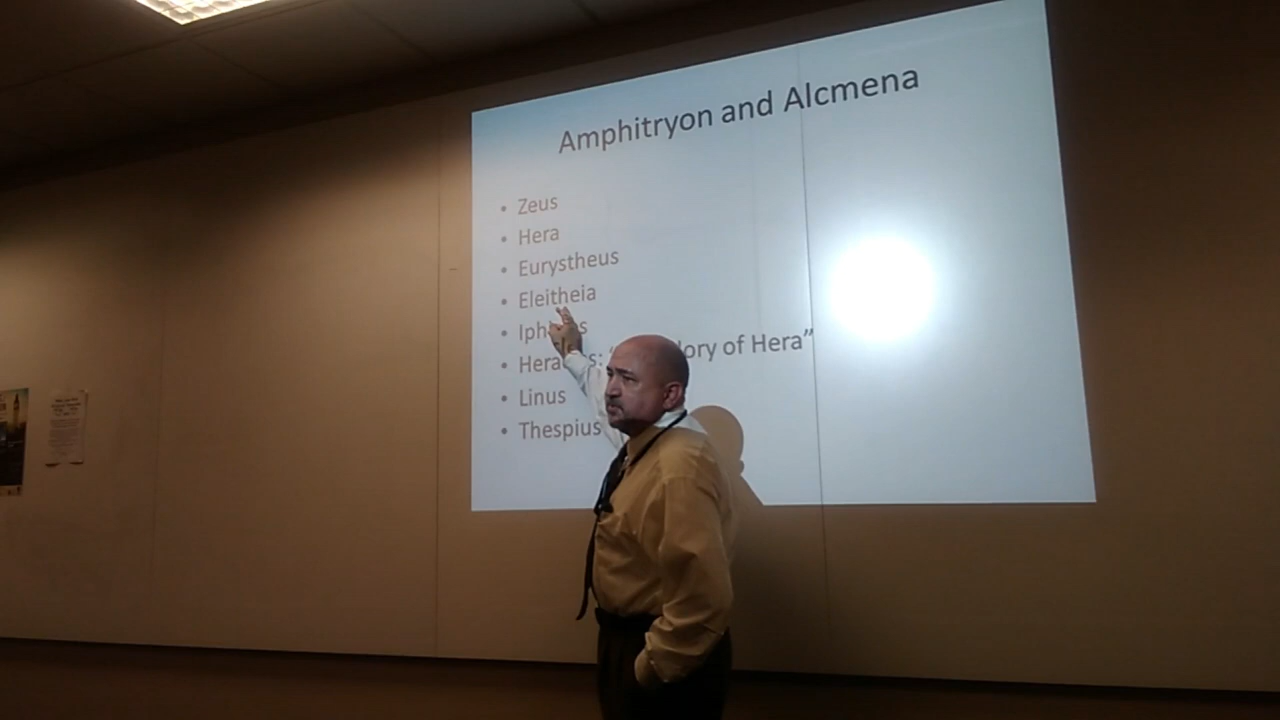 Amphitryon and Alcmena
• Zeus
• Hera
• Eurystheus
• Eleitheia
• of Hera"
• Linus
• Thespius